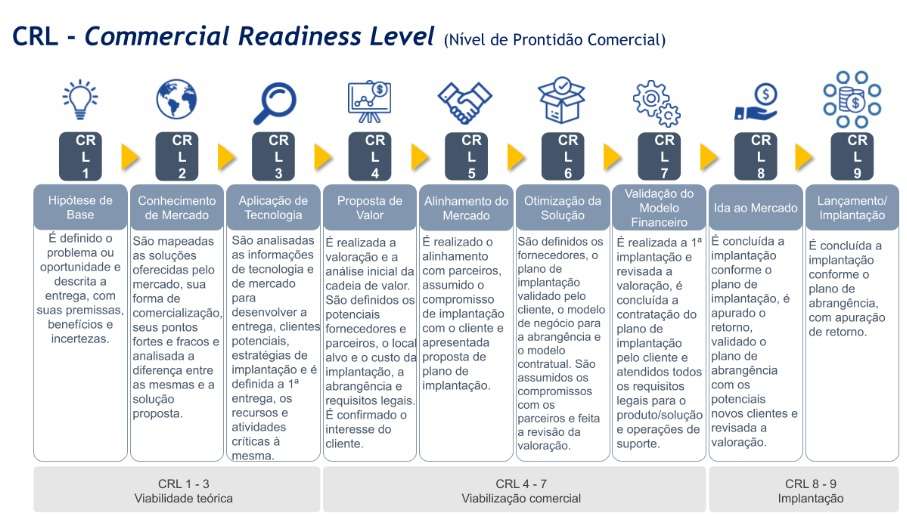 CRL - Commercial Readiness Level (Nível de Prontidão Comercial)
CR
L
1
CR
L
2
CR
L
3
CR
L
4
CR
L
5
CR
L
6
CR
L
7
CR
L
8
CR
L
9
Hipótese de
Base
É definido o
problema ou
oportunidade e
descrita a
entrega, com
suas premissas,
benefícios e
incertezas.
Conhecimento
de Mercado
São mapeadas
as soluções
oferecidas pelo
mercado, sua
forma de
comercialização,
seus pontos
fortes e fracos e
analisada a
diferença entre
as mesmas e a
solução
proposta.
Aplicação de
Tecnologia
São analisadas
as informações
de tecnologia e
de mercado
para
desenvolver a
entrega, clientes
potenciais,
estratégias de
implantação e é
definida a 1ª
entrega, os
recursos e
atividades
críticas à
mesma.
Proposta de
Valor
É realizada a
valoração e a
análise inicial da
cadeia de valor.
São definidos os
potenciais
fornecedores e
parceiros, o local
alvo e o custo da
implantação, a
abrangência e
requisitos legais.
É confirmado o
interesse do
cliente.
Alinhamento do
Mercado
É realizado o
alinhamento
com parceiros,
assumido o
compromisso
de implantação
com o cliente e
apresentada
proposta de
plano de
implantação.
Otimização da
Solução
São definidos os
fornecedores, o
plano de
implantação
validado pelo
cliente, o modelo
de negócio para
a abrangência e
o modelo
contratual. São
assumidos os
compromissos
com os
parceiros e feita
a revisão da
valoração.
Validação do
Modelo
Financeiro
É realizada a 1ª
implantação e
revisada a
valoração, é
concluída a
contratação do
plano de
implantação
pelo cliente e
atendidos todos
os requisitos
legais para o
produto/solução
e operações de
suporte.
Ida ao Mercado
É concluída a
implantação
conforme o
plano de
implantação, é
apurado o
retorno,
validado o
plano de
abrangência
com os
potenciais
novos clientes e
revisada a
valoração.
Lançamento/
Implantação
É concluída a
implantação
conforme o
plano de
abrangência,
com apuração
de retorno.
CRL 1 - 3
Viabilidade teórica
CRL 4 - 7
Viabilização comercial
CRL 8 - 9
Implantação